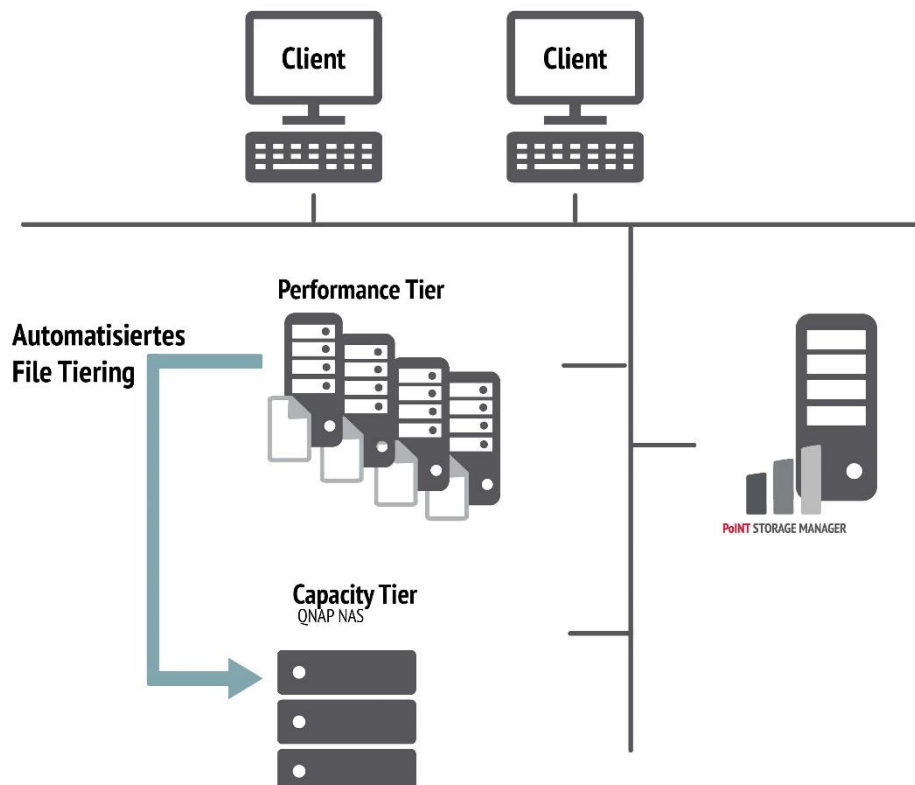 Client
Client
Performance Tier
Automatisiertes
File Tiering
PoINT STORAGE MANAGER
Capacity Tier
QNAP NAS